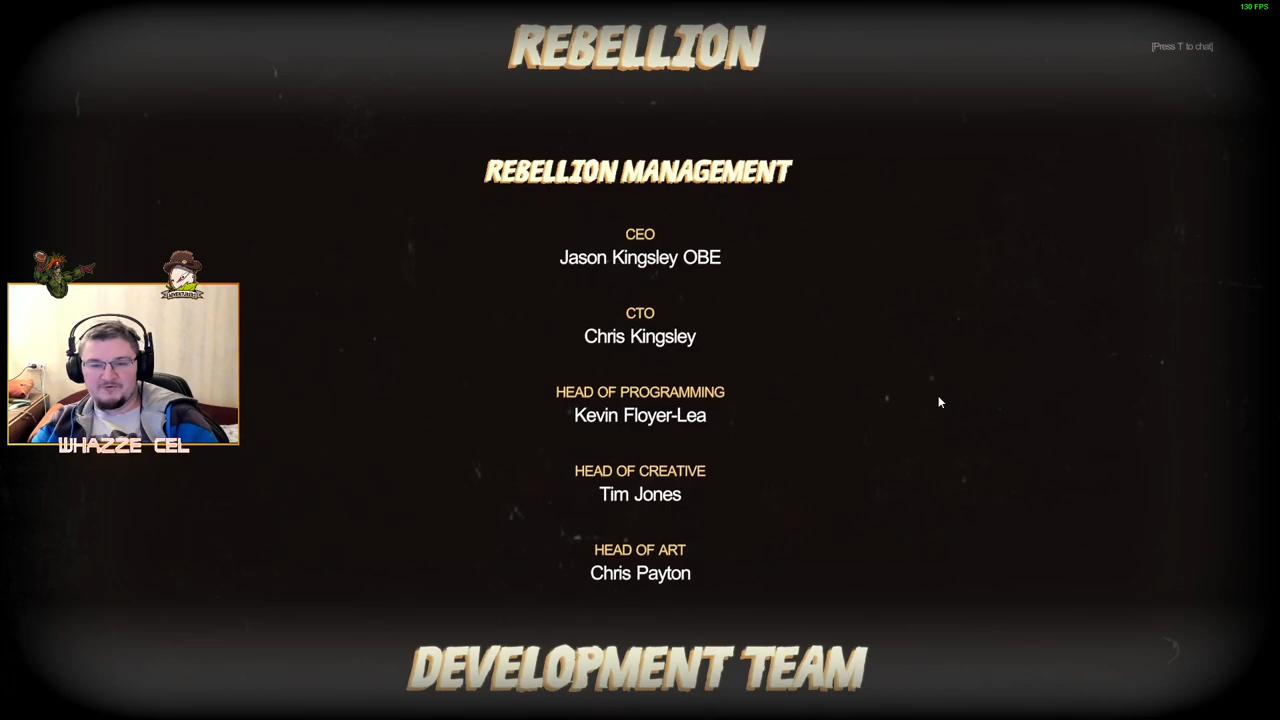 130 FPS
REBELLION
[Press T to chat]
REBELLION MANAGEMENT
CEO
Jason Kingsley OBE
CTO
Chris Kingsley
HEAD OF PROGRAMMING
Kevin Floyer-Lea
WHAZZE CEL
HEAD OF CREATIVE
Tim Jones
HEAD OF ART
Chris Payton
DEVELOPMENT TEAM